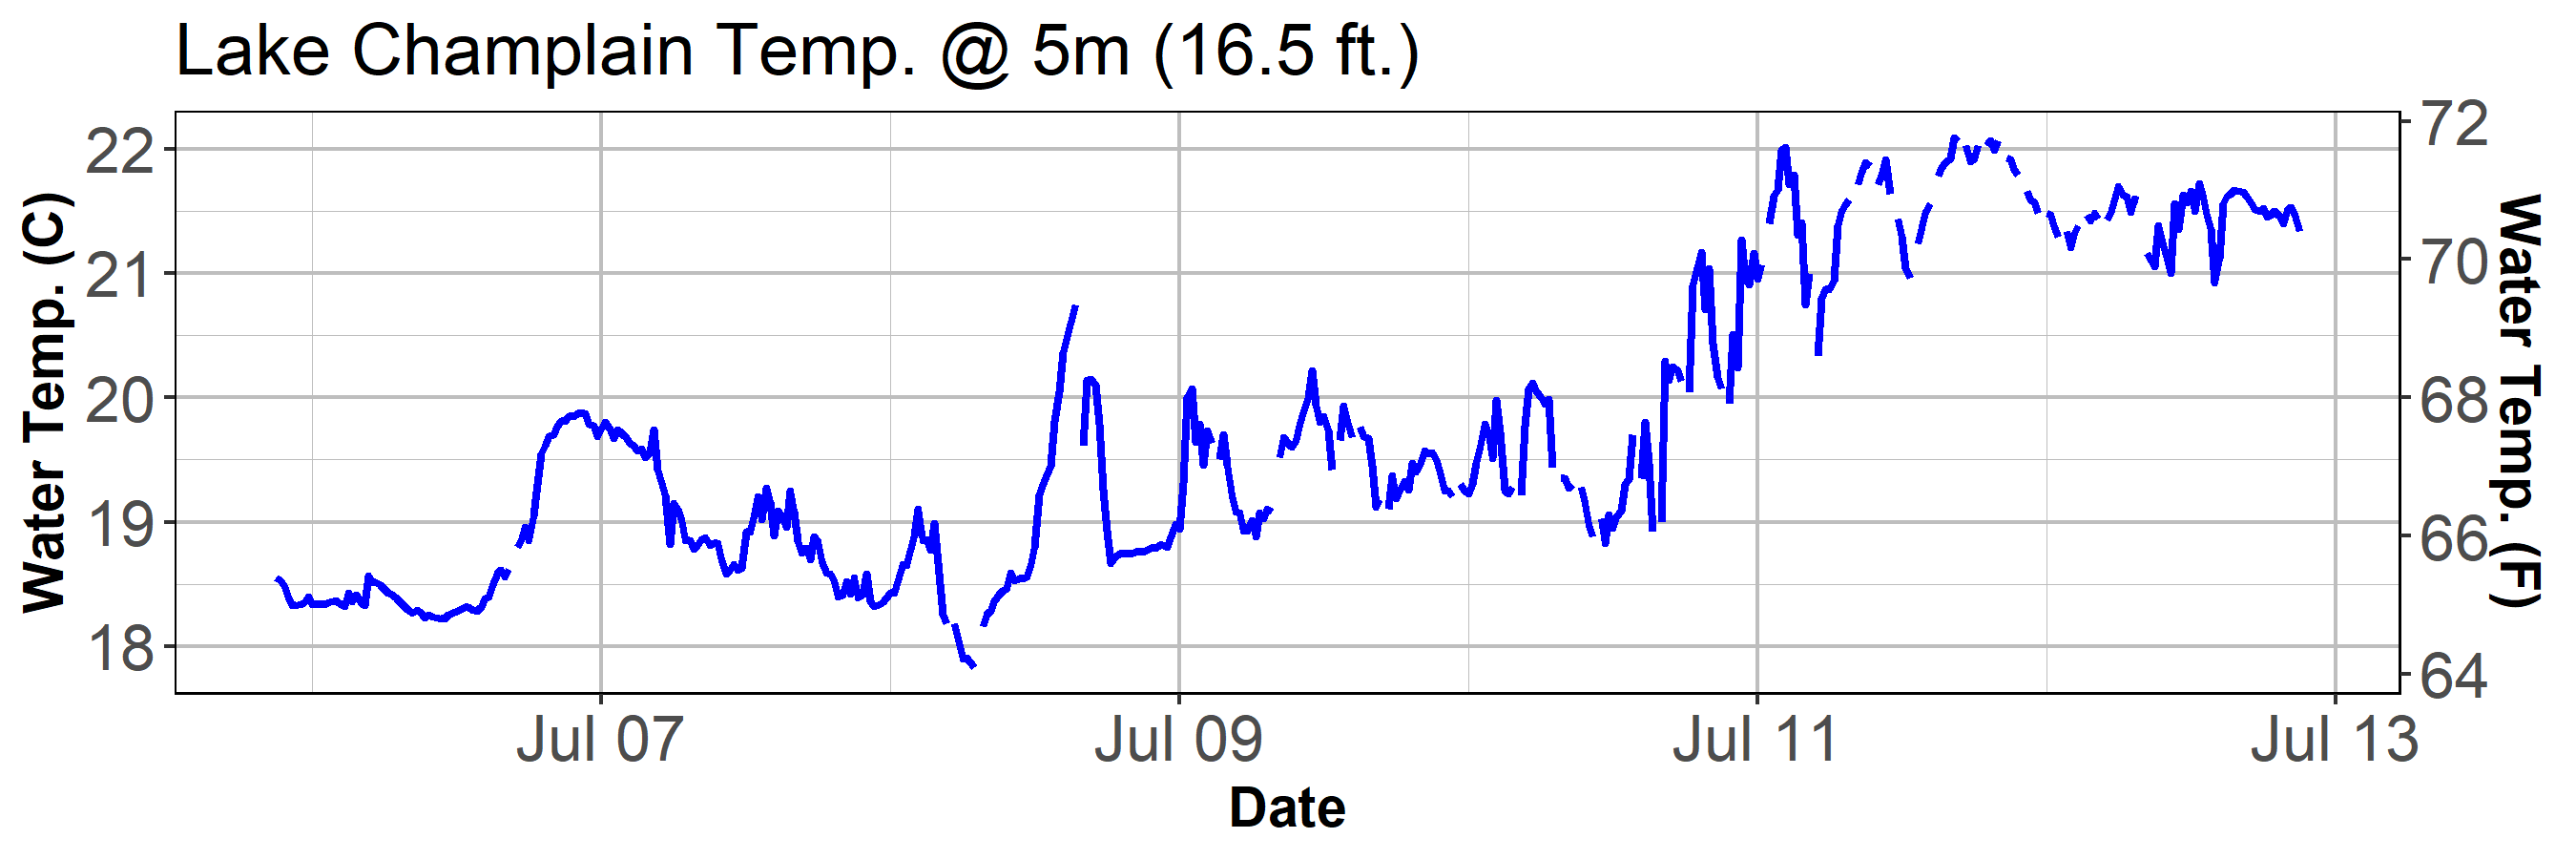 Lake Champlain Temp. @ 5m (16.5 ft.)
Water Temp. (C)
22
21
20
19
18
72
70
68
66
64
Water Temp. (F)
Jul 07
Jul 09
Jul 11
Jul 13
Date